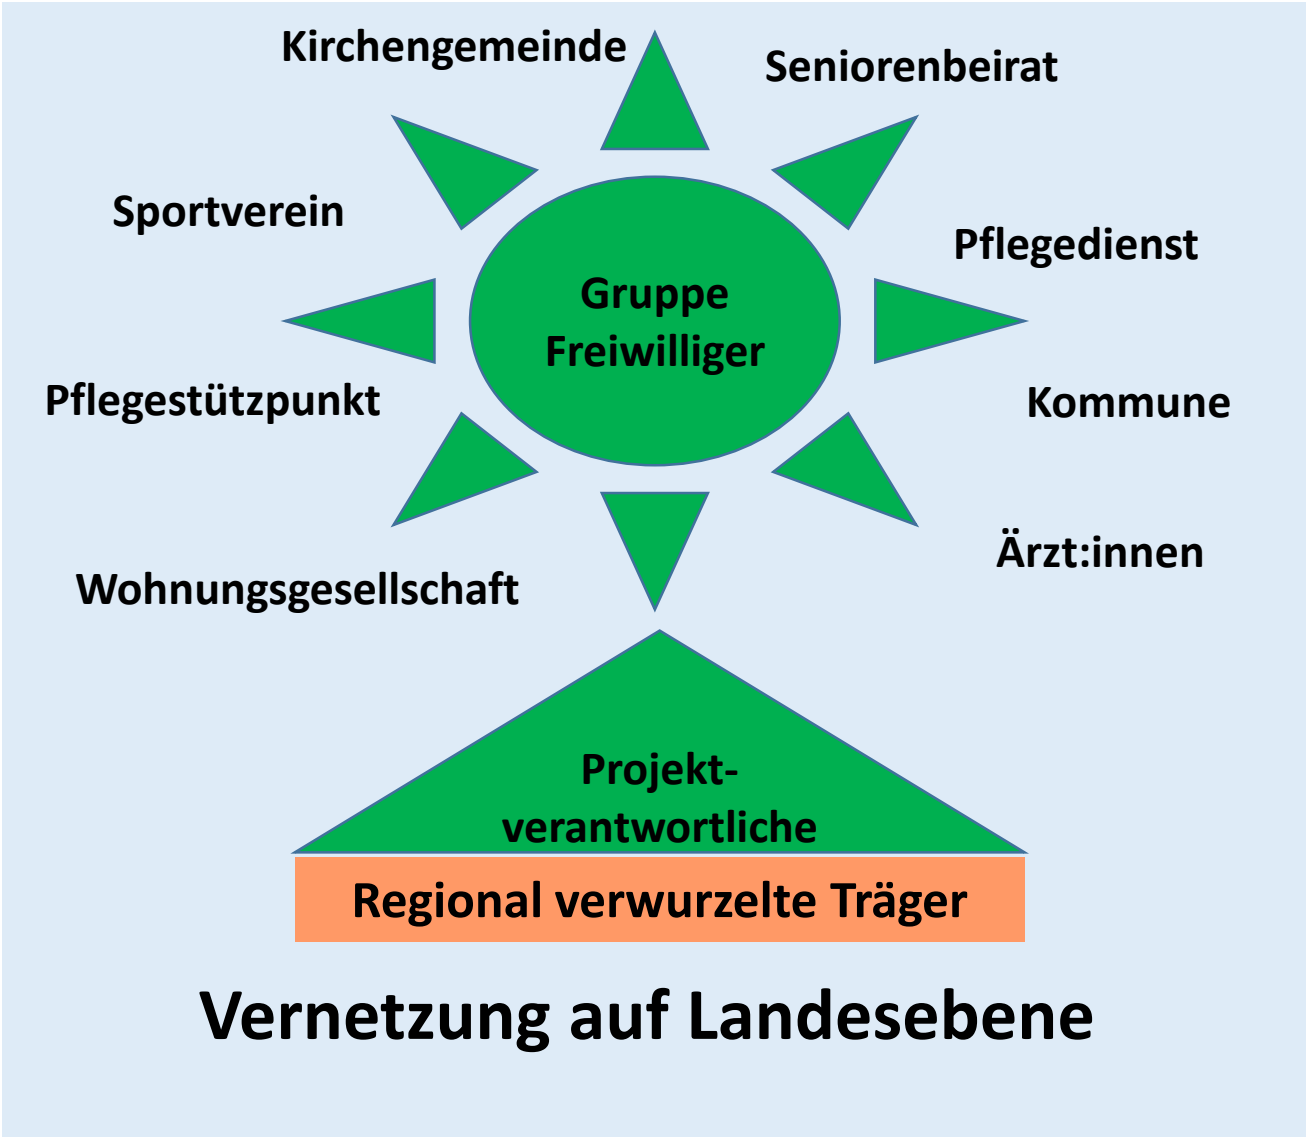 Kirchengemeinde
Seniorenbeirat
Sportverein
Pflegedienst
Gruppe
Freiwilliger
Pflegestützpunkt
Kommune
Ärzt:innen
Wohnungsgesellschaft
Projekt-
verantwortliche
Regional verwurzelte Träger
Vernetzung auf Landesebene